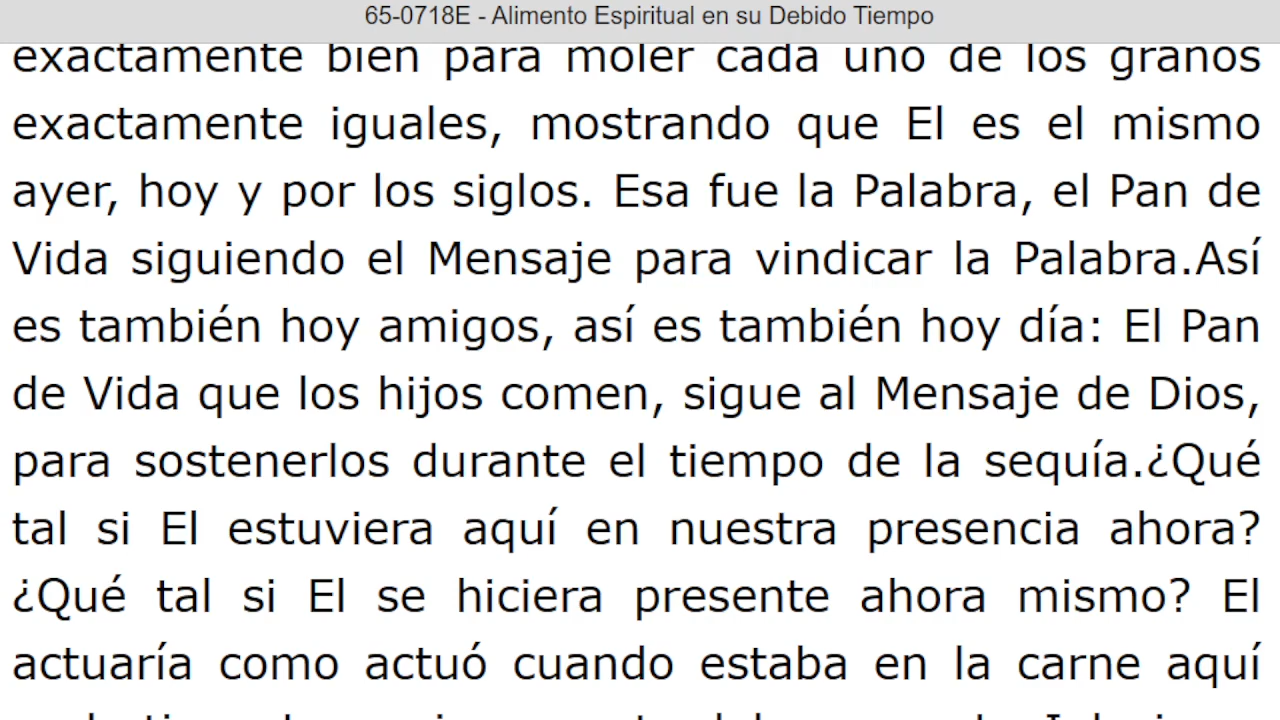 65-0718E - Alimento Espiritual en su Debido Tiempo
exactamente bien para moler cada uno de los granos
exactamente iguales, mostrando que El es el mismo
ayer, hoy y por los siglos. Esa fue la Palabra, el Pan de
Vida siguiendo el Mensaje para vindicar la Palabra.Así
es también hoy amigos, así es también hoy día: El Pan
de Vida que los hijos comen, sigue al Mensaje de Dios,
para sostenerlos durante el tiempo de la sequía.¿Qué
tal si El estuviera aquí en nuestra presencia ahora?
¿Qué tal si El se hiciera presente ahora mismo? El
actuaría como actuó cuando estaba en la carne aquí